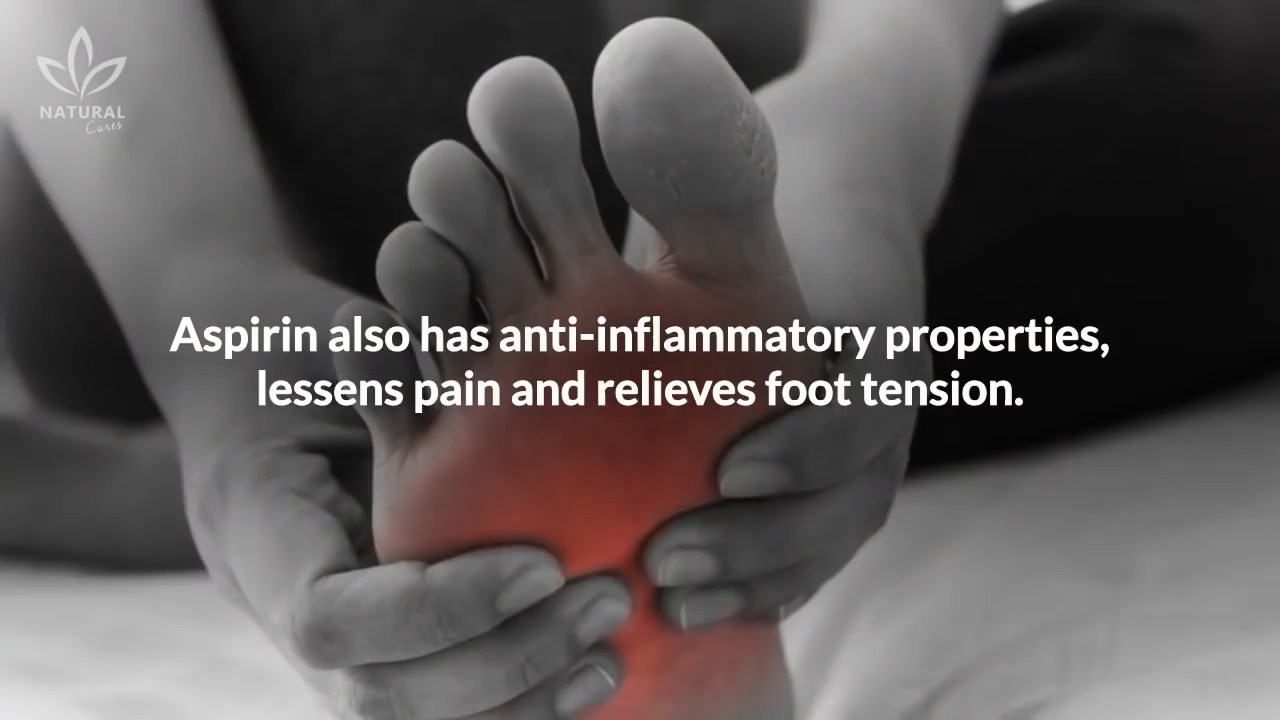 NATURAL
Cures
Aspirin also has anti-inflammatory properties,
lessens pain and relieves foot tension.